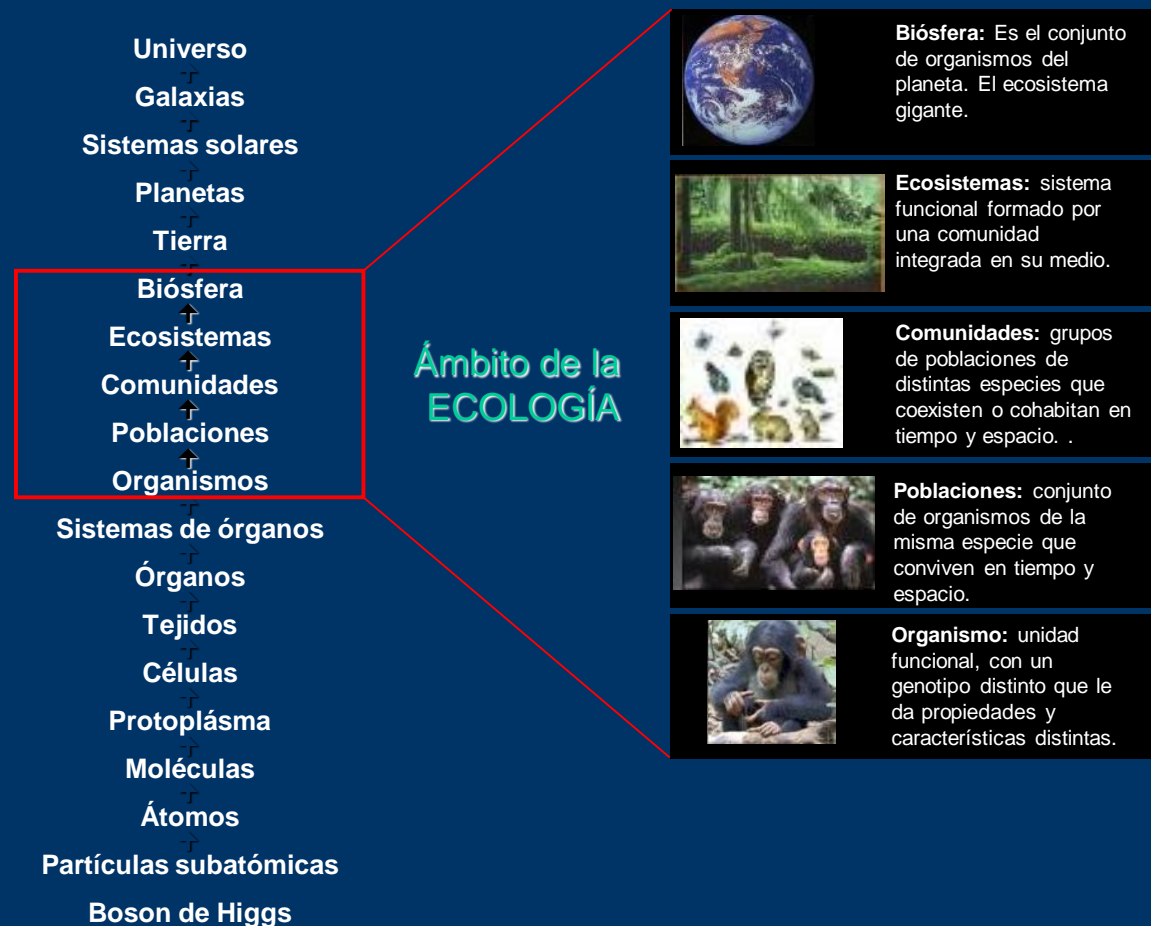 Universo
Galaxias
Sistemas solares
Planetas
Tierra
Biósfera
Ecosistemas
Comunidades
Poblaciones
Organismos
Sistemas de órganos
Órganos
Tejidos
Células
Protoplásma
Moléculas
Átomos
Partículas subatómicas
Boson de Higgs
Ámbito de la
ECOLOGÍA
Biósfera: Es el conjunto
de organismos del
planeta. El ecosistema
gigante.
Ecosistemas: sistema
funcional formado por
una comunidad
integrada en su medio.
Comunidades: grupos
de poblaciones de
distintas especies que
coexisten o cohabitan en
tiempo y espacio. .
Poblaciones: conjunto
de organismos de la
misma especie que
conviven en tiempo y
espacio.
Organismo: unidad
funcional, con un
genotipo distinto que le
da propiedades y
características distintas.